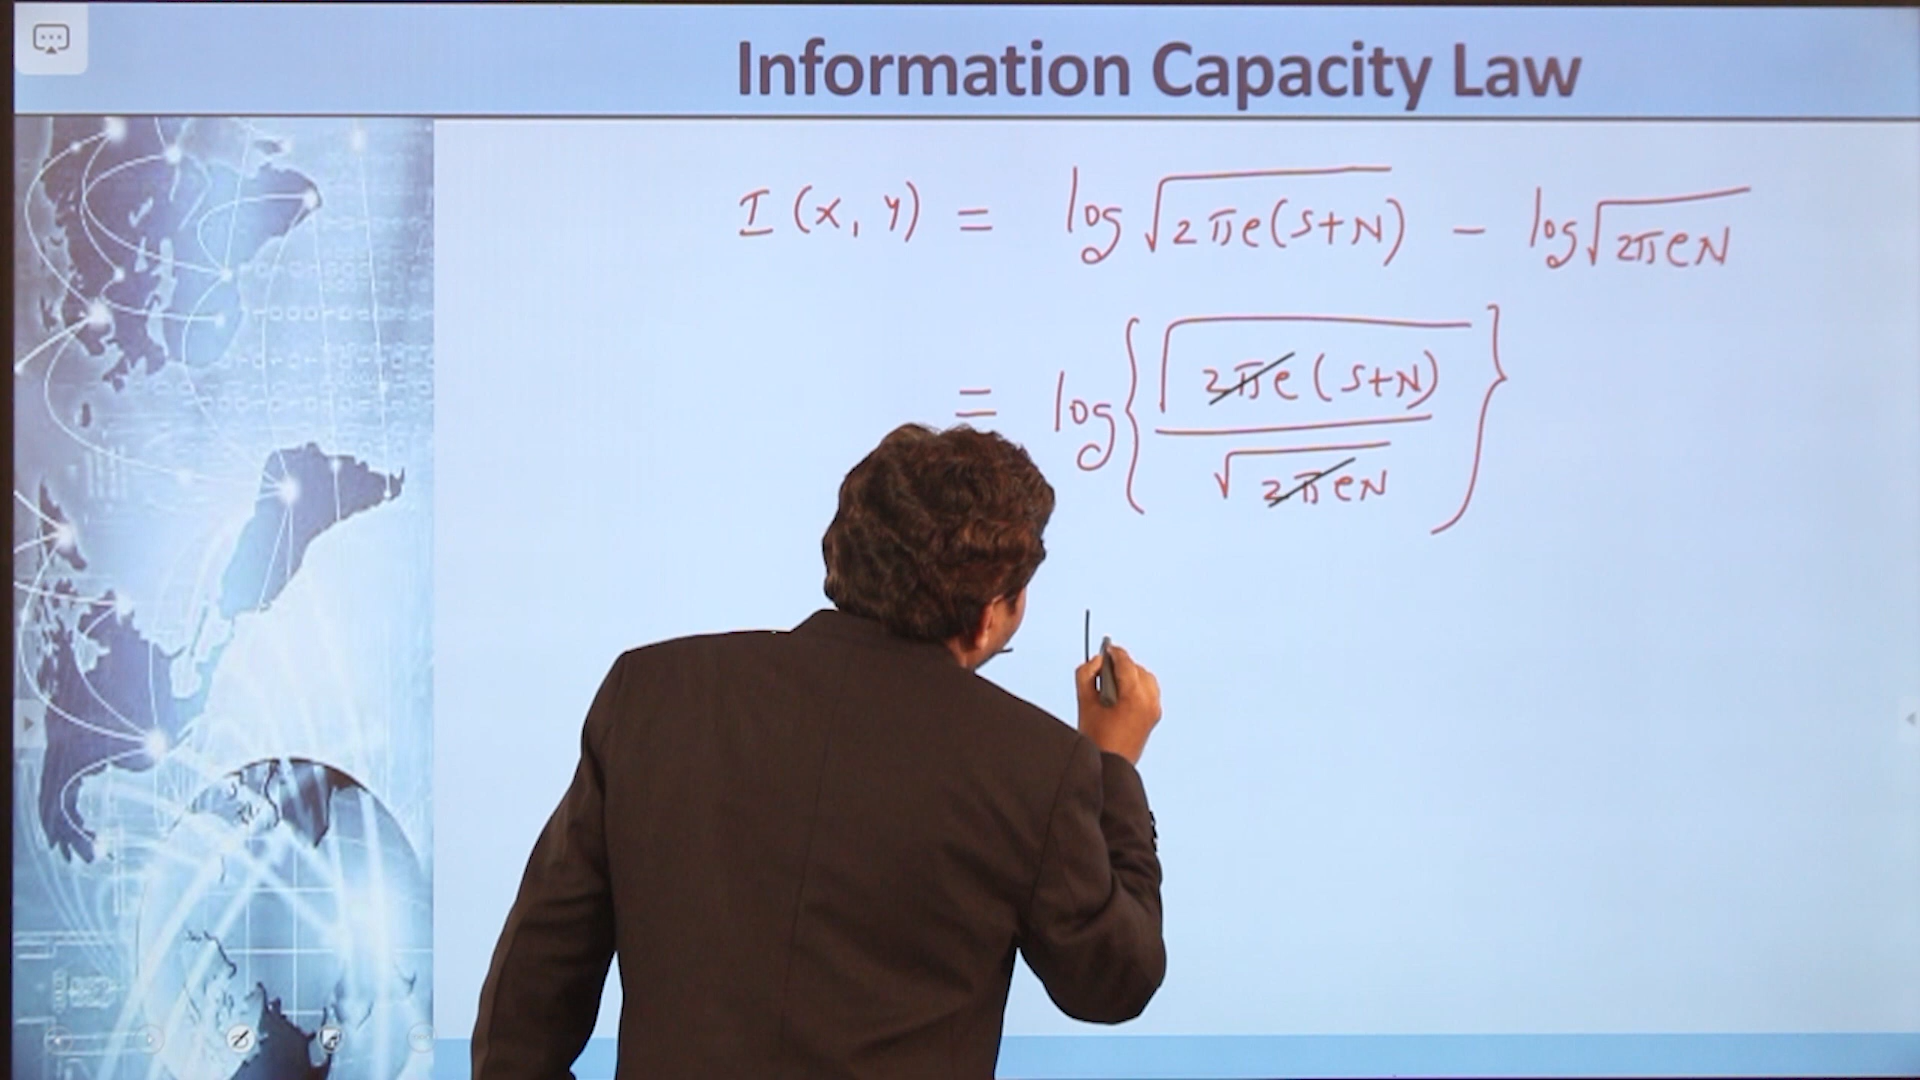 Information Capacity Law
I (x, y) = log √2πe(S+N) - log √2πeN
= log { √2πe (S+N) / √2πeN }